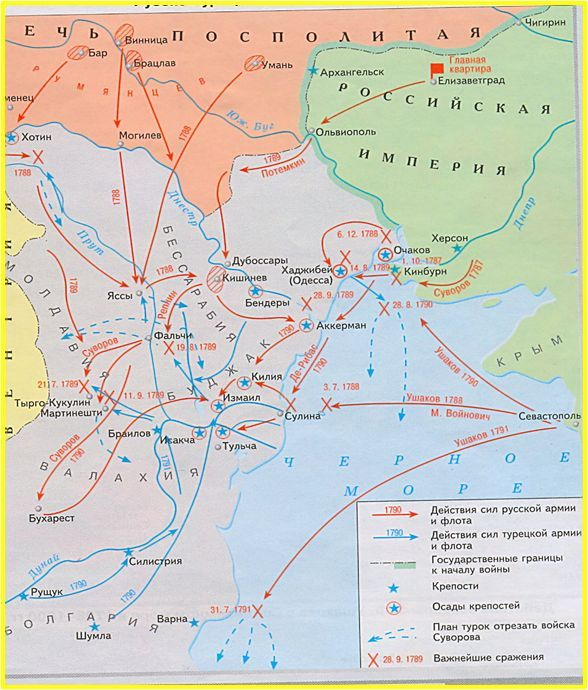 РЕЧЬ ПОСПОЛИТАЯ
Чигирин
Винница
Бар
Брацлав
Умань
РУМЯНЦЕВ
Архангельск
Главная
квартира
Елизаветград
РОССИЙСКАЯ
ИМПЕРИЯ
Хотин
1788
Могилев
1788
1788
Юж. Буг
Ольвиополь
1789
Потемкин
Днестр
Прут
Днепр
6. 12. 1788
Очаков
Херсон
1. 10. 1787
Кинбурн
Суворов 1787
Дубоссары
Хаджибей
(Одесса)
14. 9. 1789
Кишинев
1788
БЕССАРАБИЯ
Бендеры
28. 9. 1789
28. 8. 1790
МОЛДАВИЯ
1789
Яссы
Репнин
Аккерман
1790
Фальчи
19. 8. 1789
Суворов
БУДЖАК
Де-Рибас
1790
КРЫМ
Ушаков 1790
21. 7. 1789
11. 9. 1789
Тырго-Кукулин
Мартинешти
Килия
Измаил
3. 7. 1788
Ушаков 1788
М. Войнович
Севастополь
Сулина
Ушаков 1791
Браилов
Исакча
Тульча
Суворов
1790
1791
ВАЛАХИЯ
ЧЕРНОЕ
МОРЕ
Бухарест
Дунай
Силистрия
1790
Рущук
1790
БОЛГАРИЯ
Шумла
Варна
31. 7. 1791
1790 Действия сил русской армии
и флота
1790 Действия сил турецкой армии
и флота
Государственные границы
к началу войны
Крепости
Осады крепостей
План турок отрезать войска
Суворова
28. 9. 1789 Важнейшие сражения